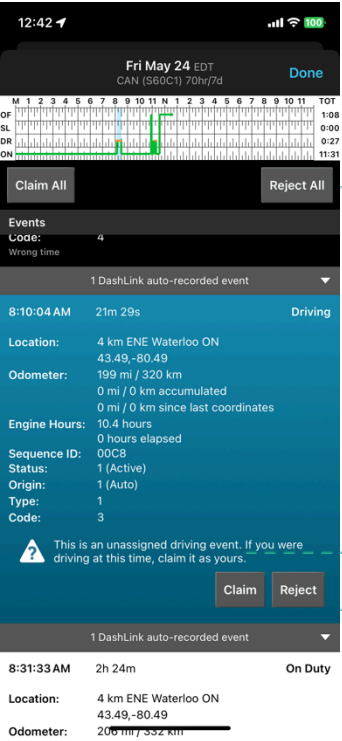 12:42
100
Fri May 24 EDT
CAN (S60C1) 70hr/7d
Done
M 1 2 3 4 5 6 7 8 9 10 11 N 1 2 3 4 5 6 7 8 9 10 11 TOT
OF 1:08
SL 0:00
DR 0:27
ON 11:31
Claim All
Reject All
Events
Code: 4
Wrong time
1 DashLink auto-recorded event
8:10:04 AM 21m 29s Driving
Location: 4 km ENE Waterloo ON
43.49,-80.49
Odometer: 199 mi / 320 km
0 mi / 0 km accumulated
0 mi / 0 km since last coordinates
Engine Hours: 10.4 hours
0 hours elapsed
Sequence ID: 00C8
Status: 1 (Active)
Origin: 1 (Auto)
Type: 1
Code: 3
This is an unassigned driving event. If you were
driving at this time, claim it as yours.
Claim Reject
1 DashLink auto-recorded event
8:31:33 AM 2h 24m On Duty
Location: 4 km ENE Waterloo ON
43.49,-80.49
Odometer: 206 mi / 332 km